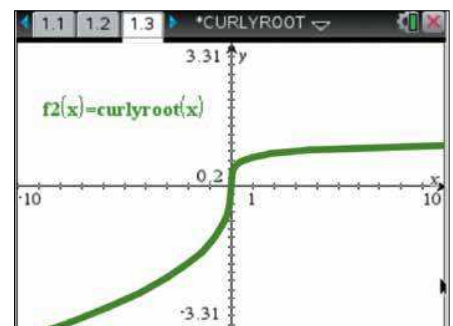 1.1 1.2 1.3 *CURLYROOT
3.31 y
f2(x)=curlyroot(x)
0.2 x
-10 1 10
-3.31